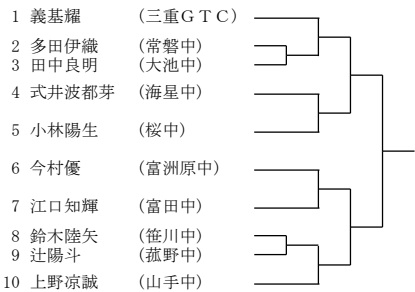 1 義基耀 (三重GTC)
2 多田伊織 (常磐中)
3 田中良明 (大池中)
4 式井波都芽 (海星中)
5 小林陽生 (桜中)
6 今村優 (富洲原中)
7 江口知輝 (富田中)
8 鈴木陸矢 (笹川中)
9 辻陽斗 (菰野中)
10 上野凉誠 (山手中)